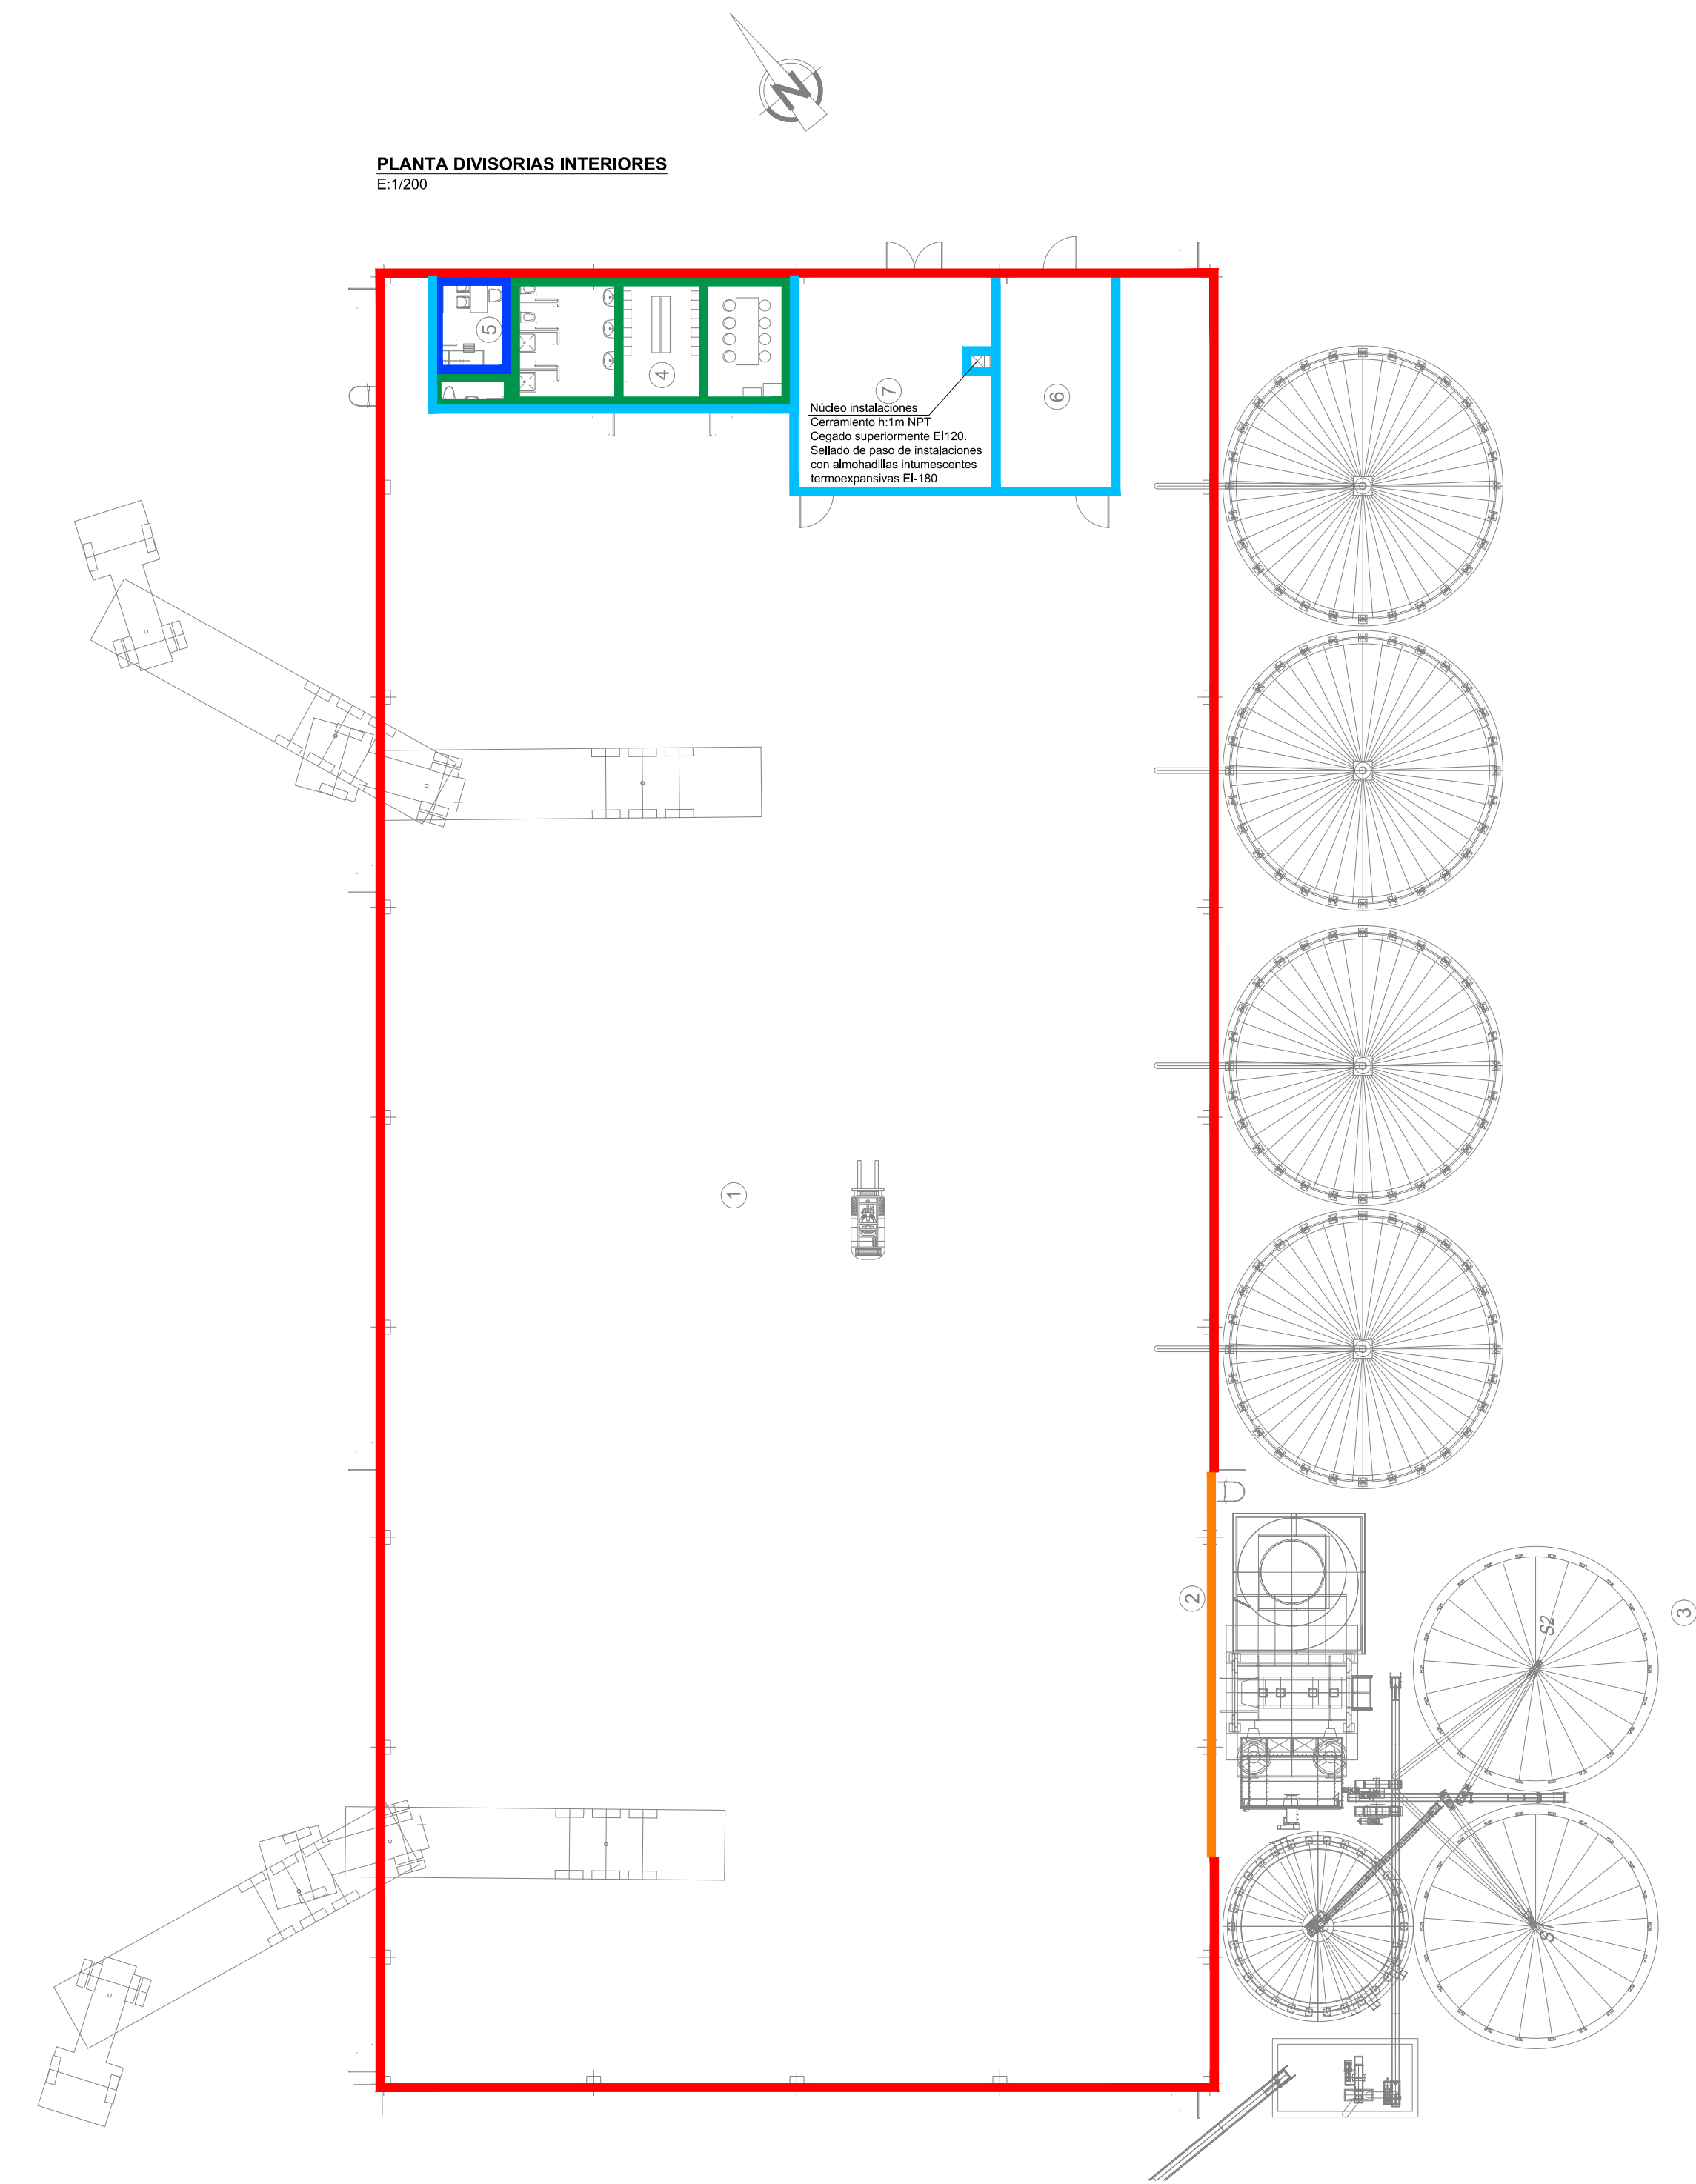 N
PLANTA DIVISORIAS INTERIORES
E:1/200
5
4
7
6
Núcleo instalaciones
Cerramiento h:1m NPT
Cegado superiormente EI120.
Sellado de paso de instalaciones
con almohadillas intumescentes
termoexpansivas EI-180
1
2
3
S2
S1